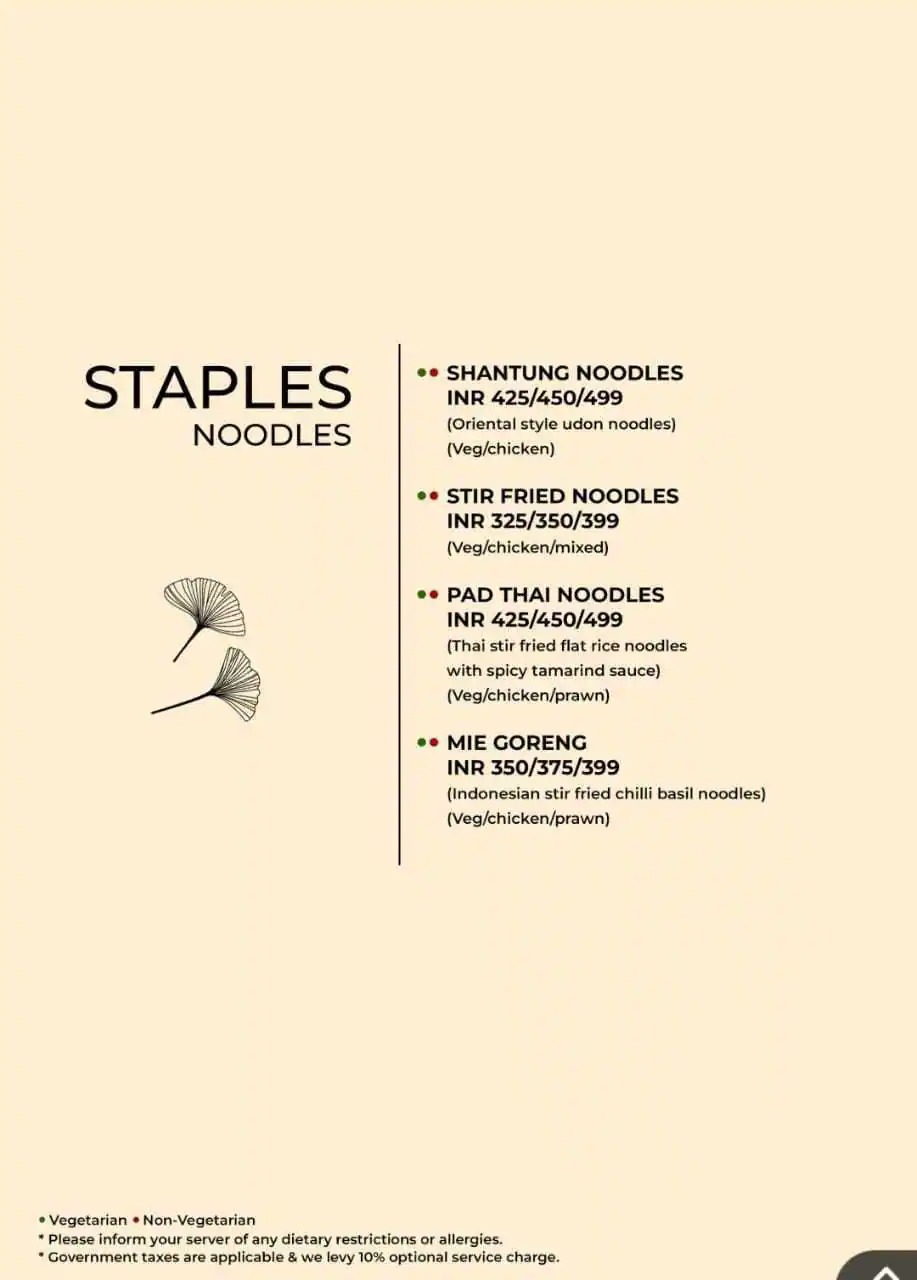 STAPLES
NOODLES
SHANTUNG NOODLES
INR 425/450/499
(Oriental style udon noodles)
(Veg/chicken)
STIR FRIED NOODLES
INR 325/350/399
(Veg/chicken/mixed)
PAD THAI NOODLES
INR 425/450/499
(Thai stir fried flat rice noodles
with spicy tamarind sauce)
(Veg/chicken/prawn)
MIE GORENG
INR 350/375/399
(Indonesian stir fried chilli basil noodles)
(Veg/chicken/prawn)
• Vegetarian • Non-Vegetarian
* Please inform your server of any dietary restrictions or allergies.
* Government taxes are applicable & we levy 10% optional service charge.